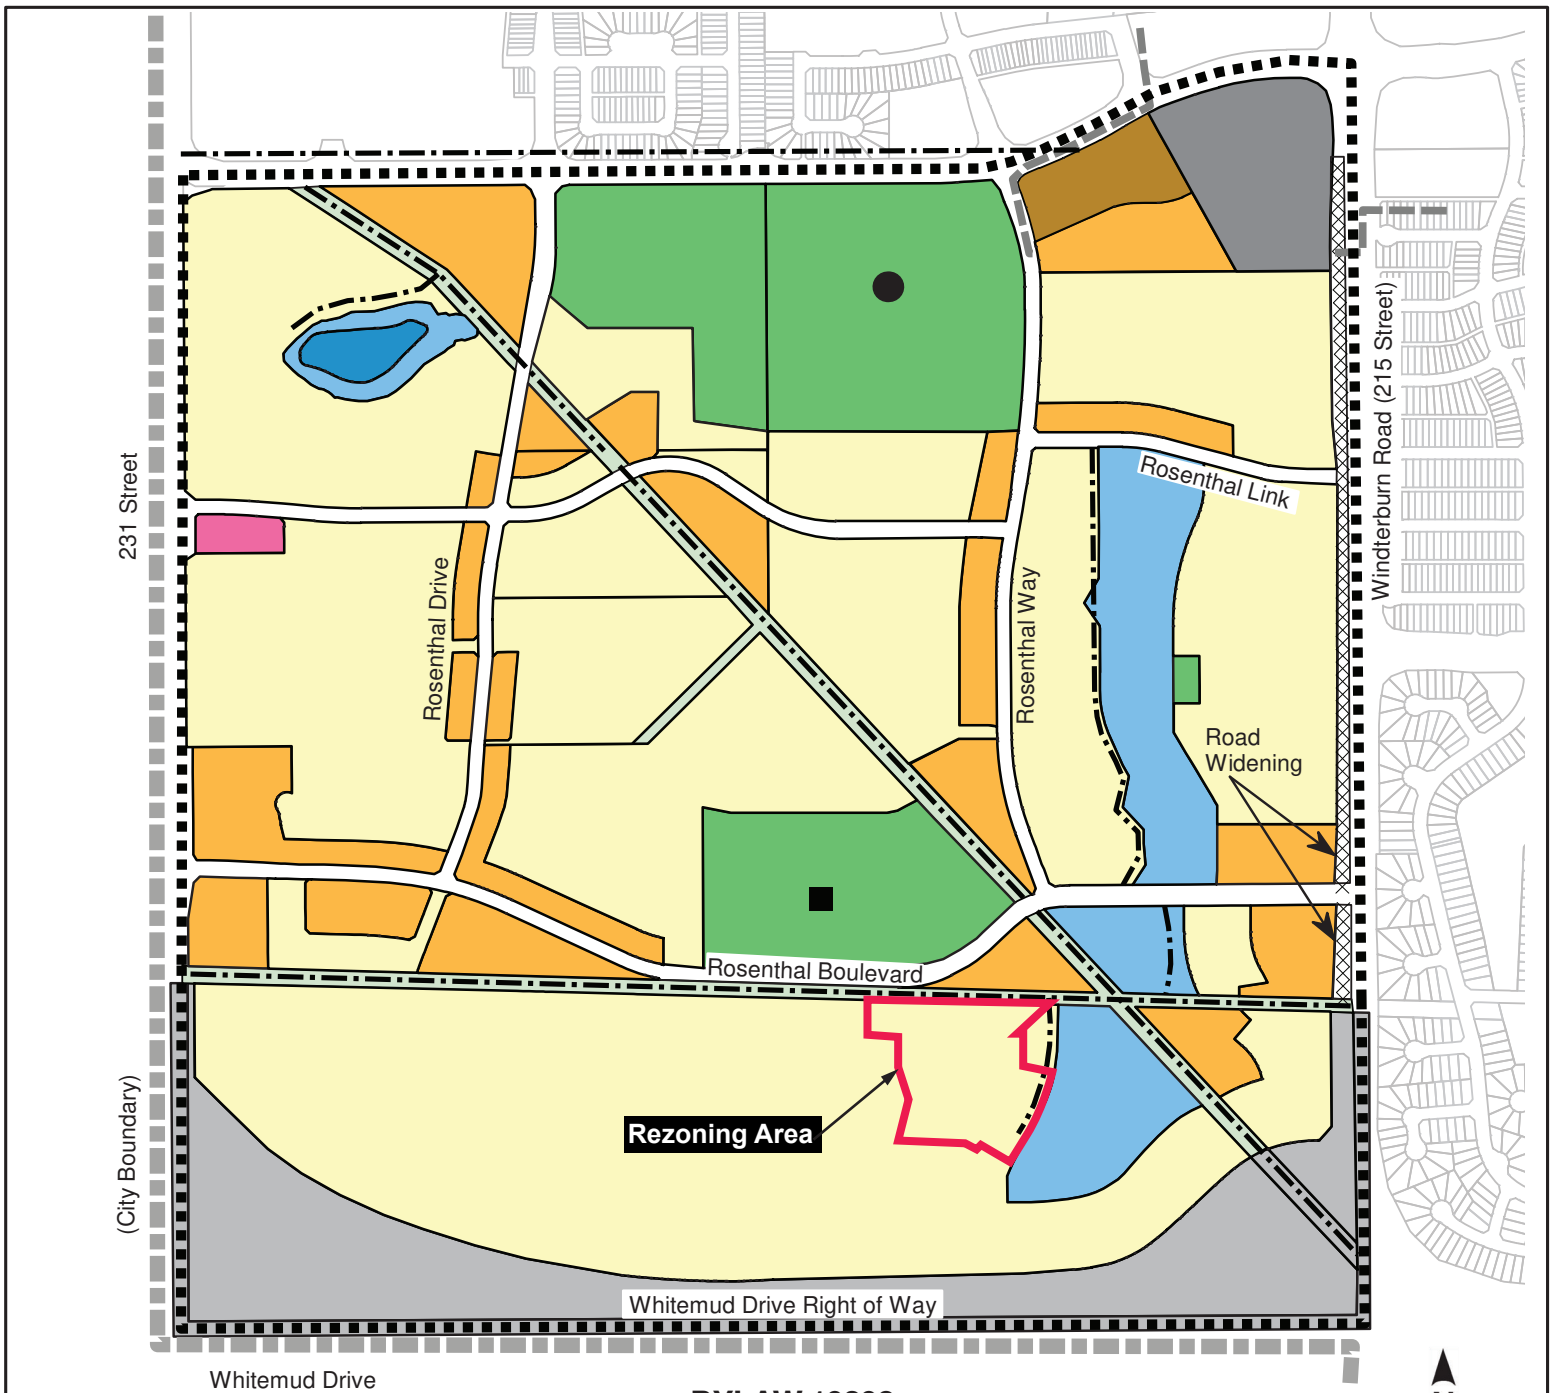 Rosenthal Link
Windterburn Road (215 Street)
231 Street
Rosenthal Drive
Rosenthal Way
Road
Widening
Rosenthal Boulevard
Rezoning Area
(City Boundary)
Whitemud Drive Right of Way
Whitemud Drive